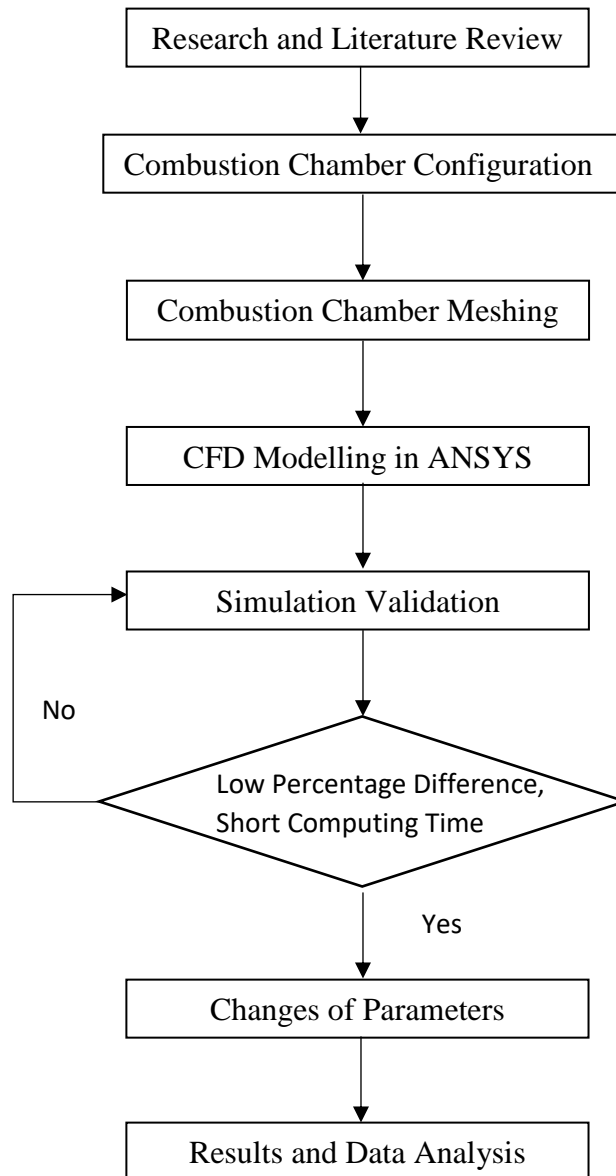 Research and Literature Review
Combustion Chamber Configuration
Combustion Chamber Meshing
CFD Modelling in ANSYS
Simulation Validation
No
Low Percentage Difference,
Short Computing Time
Yes
Changes of Parameters
Results and Data Analysis